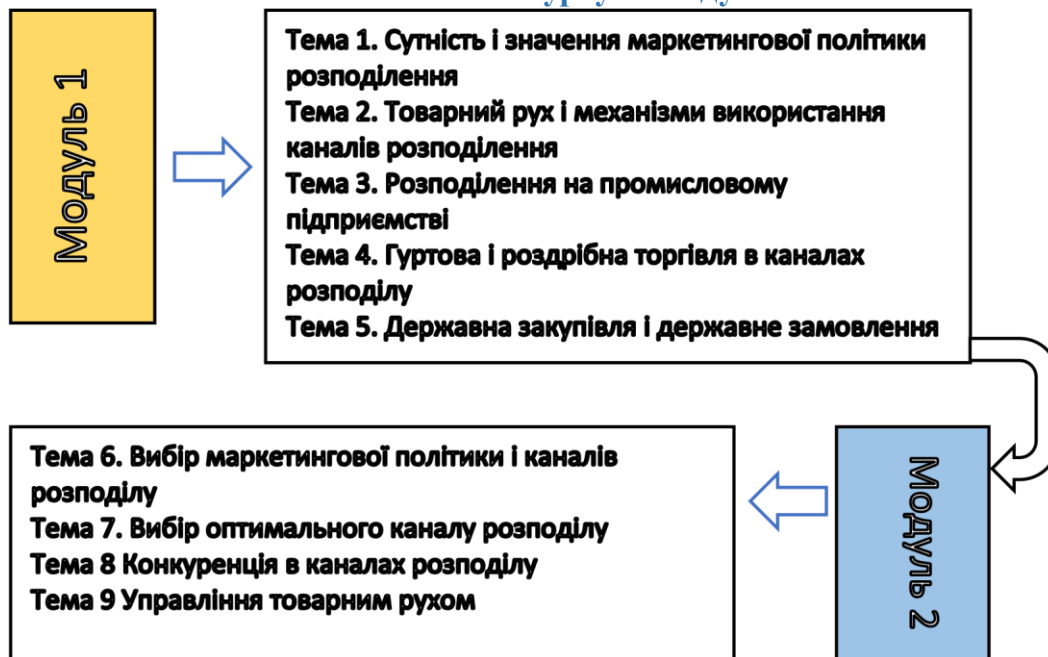 Модуль 1
Тема 1. Сутність і значення маркетингової політики
розподілення
Тема 2. Товарний рух і механізми використання
каналів розподілення
Тема 3. Розподілення на промисловому
підприємстві
Тема 4. Гуртова і роздрібна торгівля в каналах
розподілу
Тема 5. Державна закупівля і державне замовлення
Тема 6. Вибір маркетингової політики і каналів
розподілу
Тема 7. Вибір оптимального каналу розподілу
Тема 8 Конкуренція в каналах розподілу
Тема 9 Управління товарним рухом
Модуль 2